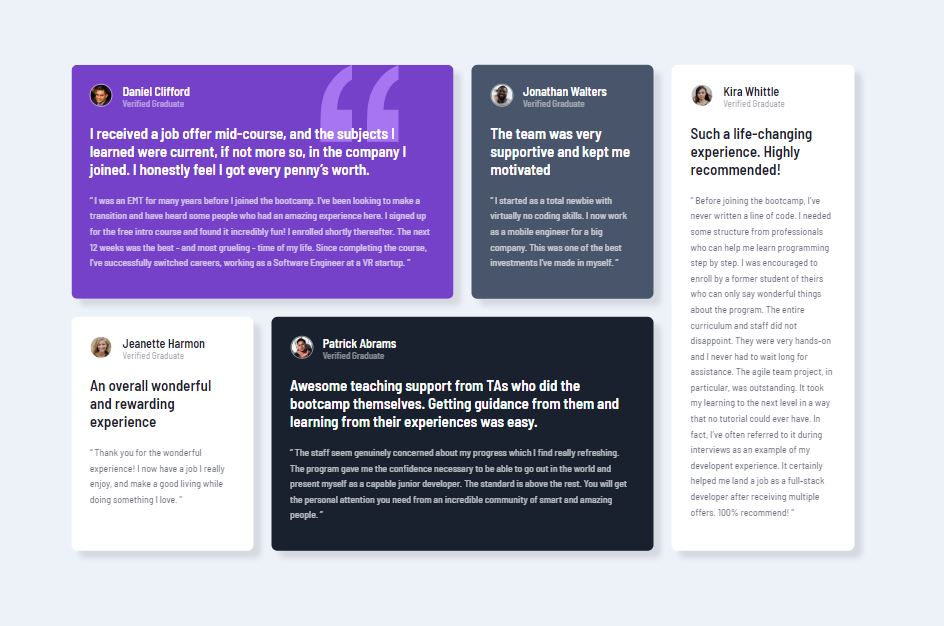 Daniel Clifford
Verified Graduate
I received a job offer mid-course, and the subjects I
learned were current, if not more so, in the company I
joined. I honestly feel I got every penny's worth.
“ I was an EMT for many years before I joined the bootcamp. I've been looking to make a
transition and have heard some people who had an amazing experience here. I signed up
for the free intro course and found it incredibly fun! I enrolled shortly thereafter. The next
12 weeks was the best – and most grueling – time of my life. Since completing the course,
I've successfully switched careers, working as a Software Engineer at a VR startup. ”
Jonathan Walters
Verified Graduate
The team was very
supportive and kept me
motivated
“ I started as a total newbie with
virtually no coding skills. I now work
as a mobile engineer for a big
company. This was one of the best
investments I've made in myself. ”
Kira Whittle
Verified Graduate
Such a life-changing
experience. Highly
recommended!
“ Before joining the bootcamp, I've
never written a line of code. I needed
some structure from professionals
who can help me learn programming
step by step. I was encouraged to
enroll by a former student of theirs
who can only say wonderful things
about the program. The entire
curriculum and staff did not
disappoint. They were very hands-on
and I never had to wait long for
assistance. The agile team project, in
particular, was outstanding. It took
my learning to the next level in a way
that no tutorial could ever have. In
fact, I've often referred to it during
interviews as an example of my
developent experience. It certainly
helped me land a job as a full-stack
developer after receiving multiple
offers. 100% recommend! ”
Jeanette Harmon
Verified Graduate
An overall wonderful
and rewarding
experience
“ Thank you for the wonderful
experience! I now have a job I really
enjoy, and make a good living while
doing something I love. ”
Patrick Abrams
Verified Graduate
Awesome teaching support from TAs who did the
bootcamp themselves. Getting guidance from them and
learning from their experiences was easy.
“ The staff seem genuinely concerned about my progress which I find really refreshing.
The program gave me the confidence necessary to be able to go out in the world and
present myself as a capable junior developer. The standard is above the rest. You will get
the personal attention you need from an incredible community of smart and amazing
people. ”